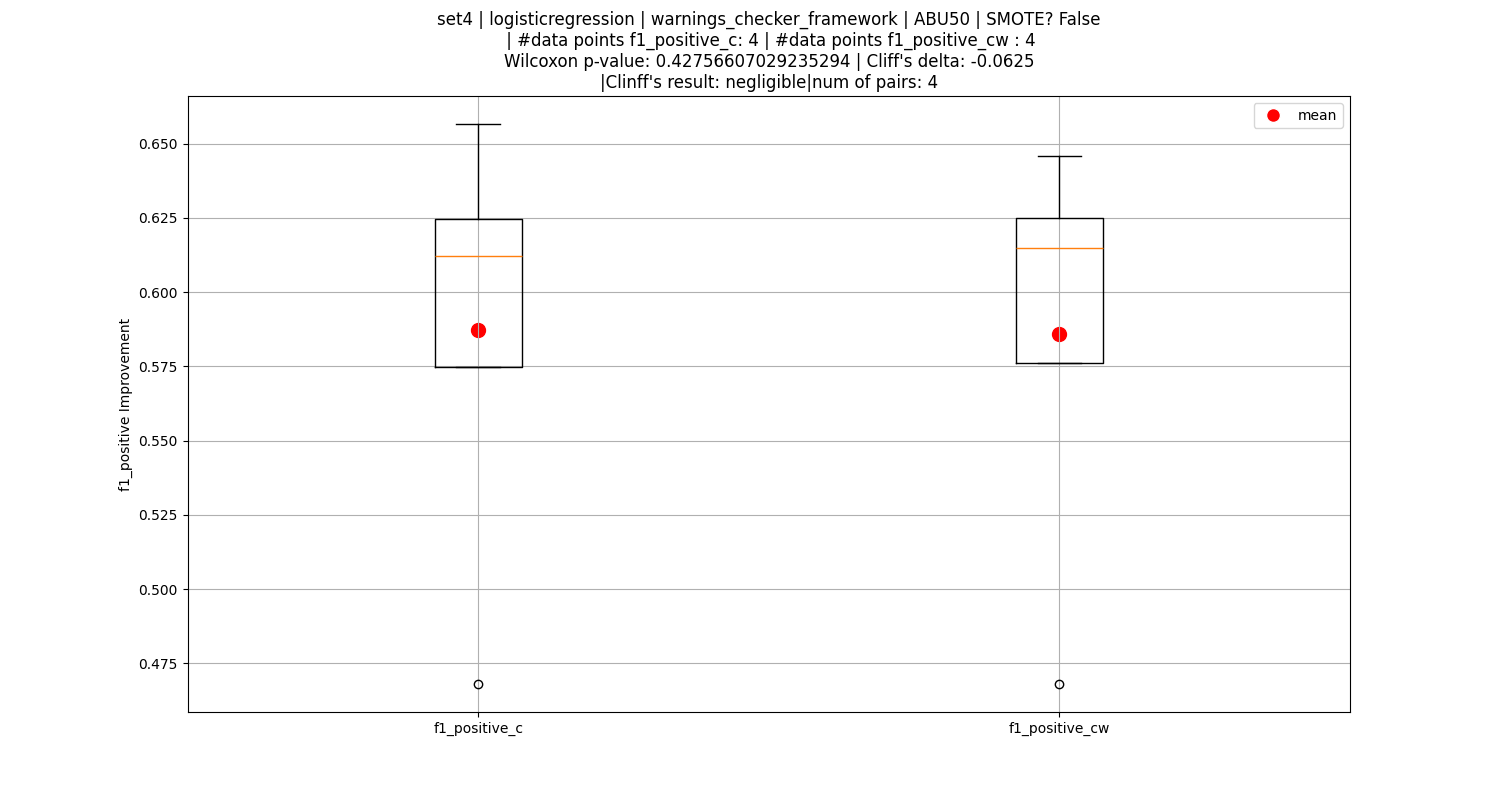 set4 | logisticregression | warnings_checker_framework | ABU50 | SMOTE? False
| #data points f1_positive_c: 4 | #data points f1_positive_cw : 4
Wilcoxon p-value: 0.42756607029235294 | Cliff's delta: -0.0625
|Clinff's result: negligible|num of pairs: 4
mean
0.650
0.625
0.600
0.575
0.550
0.525
0.500
0.475
f1_positive Improvement
f1_positive_c
f1_positive_cw